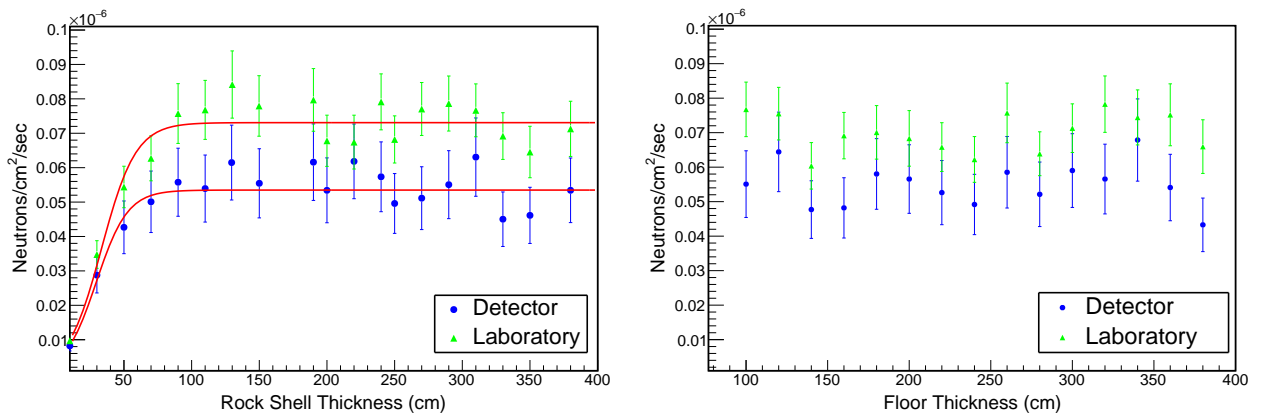 ×10⁻⁶
0.1
0.09
0.08
0.07
0.06
0.05
0.04
0.03
0.02
0.01
Neutrons/cm²/sec
50 100 150 200 250 300 350 400
Rock Shell Thickness (cm)
Detector
Laboratory
×10⁻⁶
0.1
0.09
0.08
0.07
0.06
0.05
0.04
0.03
0.02
0.01
Neutrons/cm²/sec
100 150 200 250 300 350 400
Floor Thickness (cm)
Detector
Laboratory